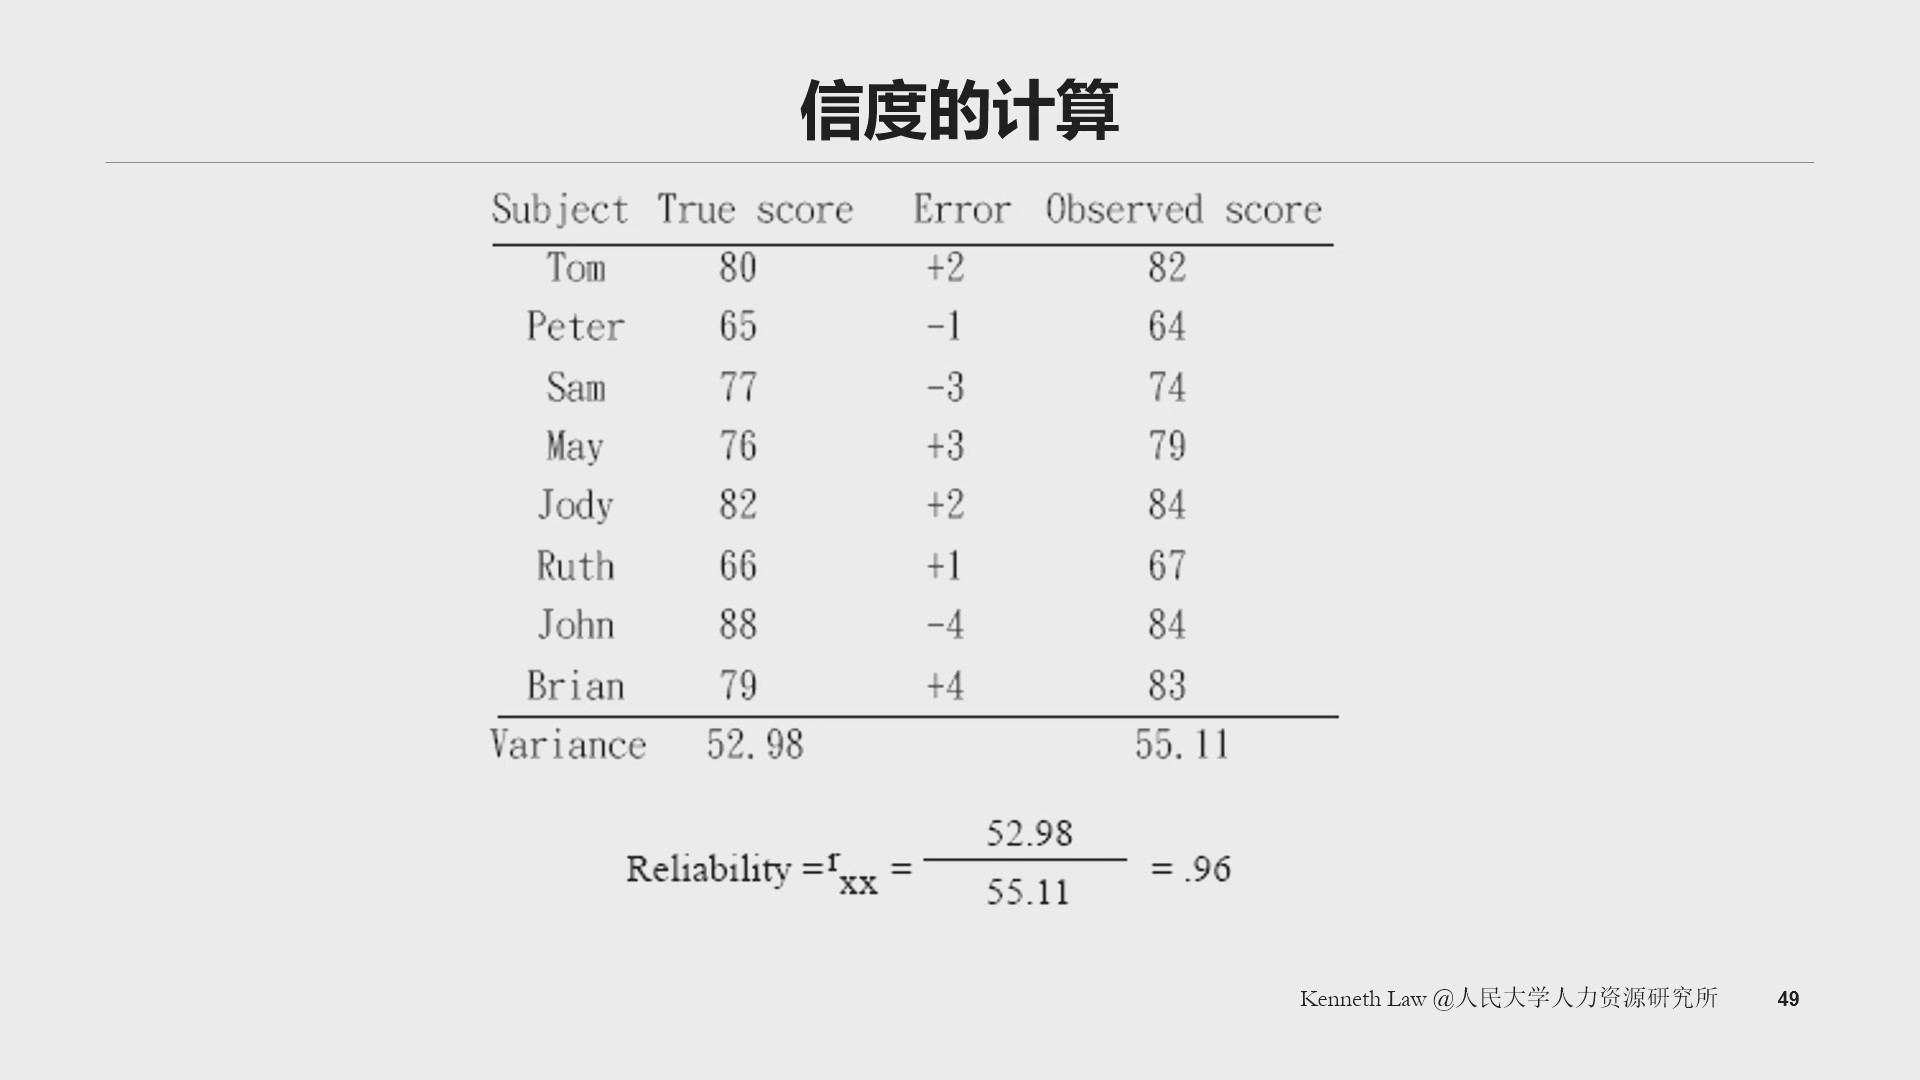 信度的计算
Subject True score Error Observed score
Tom 80 +2 82
Peter 65 -1 64
Sam 77 -3 74
May 76 +3 79
Jody 82 +2 84
Ruth 66 +1 67
John 88 -4 84
Brian 79 +4 83
Variance 52.98 55.11
52.98
Reliability =rxx = = .96
55.11
Kenneth Law @人民大学人力资源研究所 49